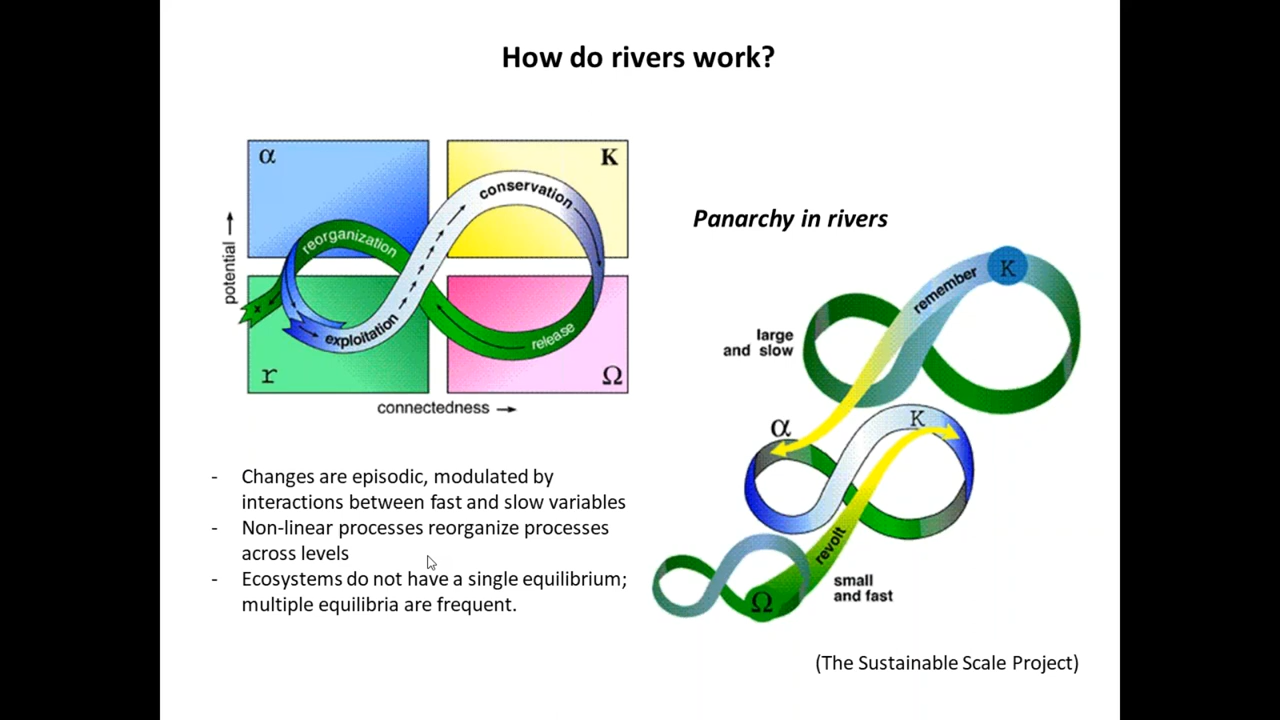 How do rivers work?
α
K
conservation
reorganization
potential
exploitation
release
x
r
Ω
connectedness
Panarchy in rivers
remember
K
large
and slow
α
K
revolt
small
and fast
Ω
- Changes are episodic, modulated by
interactions between fast and slow variables
- Non-linear processes reorganize processes
across levels
- Ecosystems do not have a single equilibrium;
multiple equilibria are frequent.
(The Sustainable Scale Project)